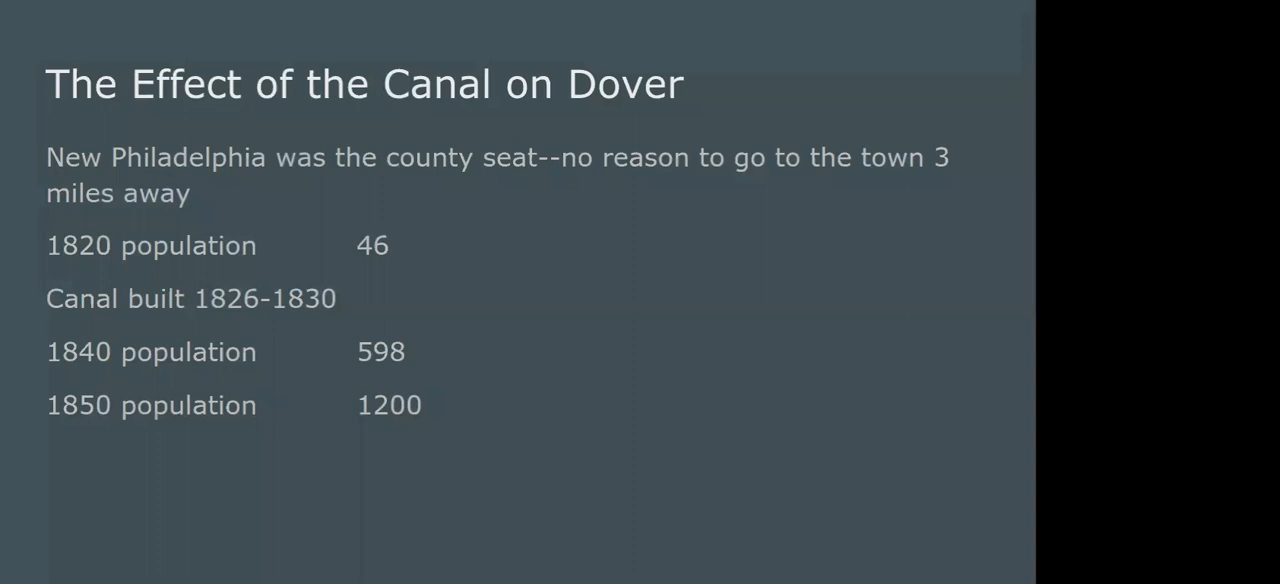 The Effect of the Canal on Dover
New Philadelphia was the county seat--no reason to go to the town 3
miles away
1820 population 46
Canal built 1826-1830
1840 population 598
1850 population 1200